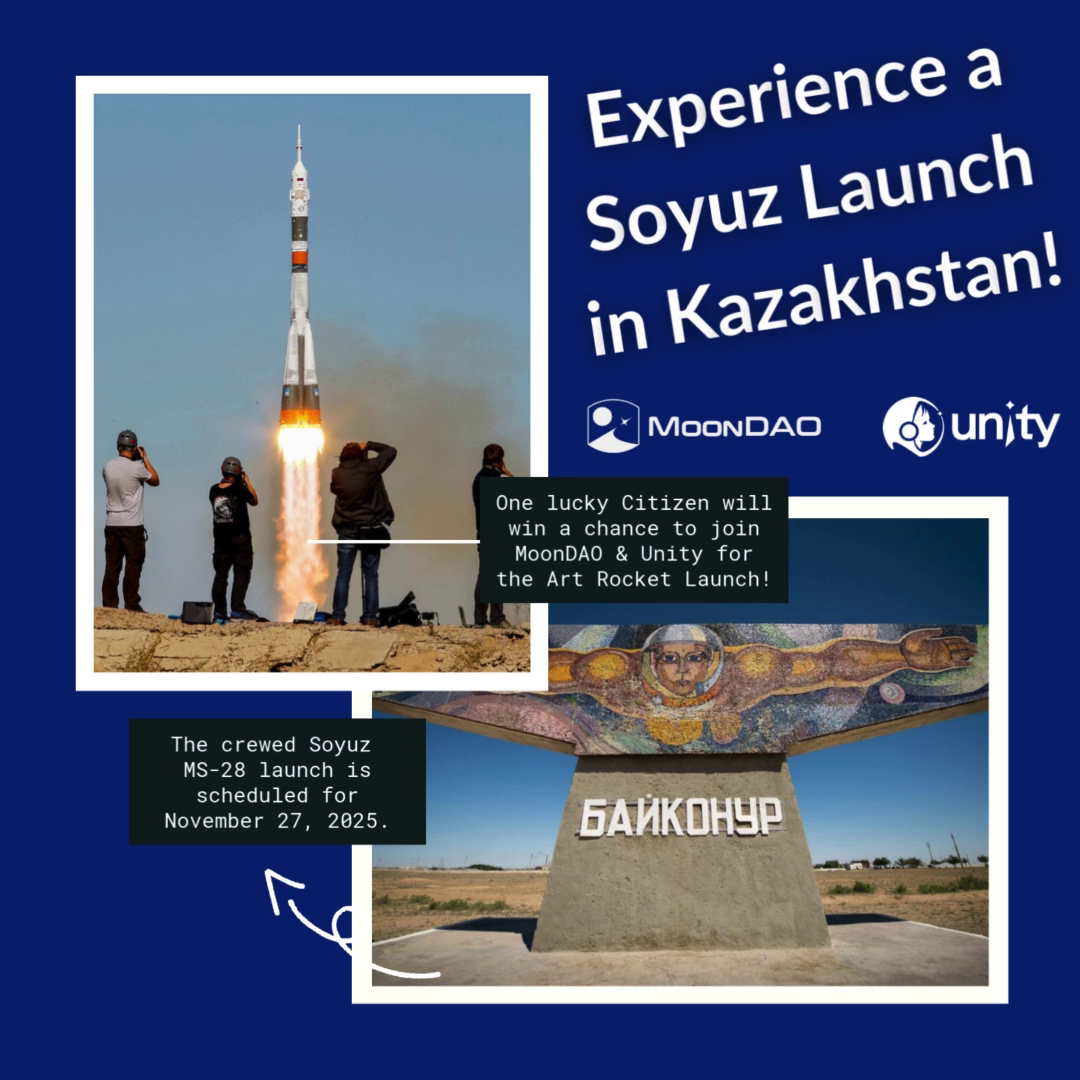 Experience a
Soyuz Launch
in Kazakhstan!
MOONDAO
unity
One lucky Citizen will
win a chance to join
MoonDAO & Unity for
the Art Rocket Launch!
The crewed Soyuz
MS-28 launch is
scheduled for
November 27, 2025.
БАЙКОНУР